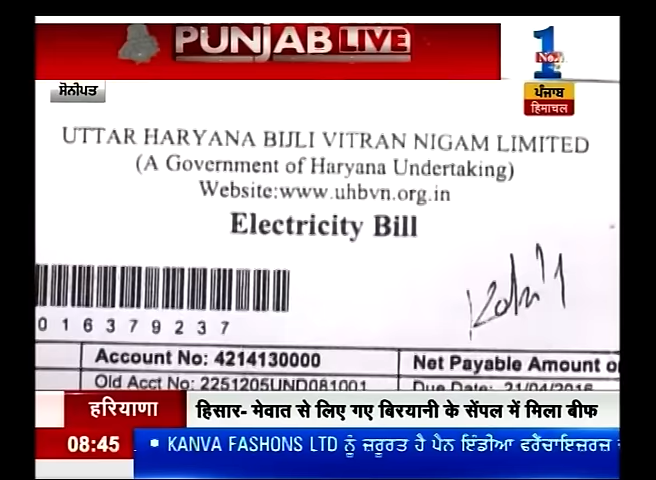 PUNJAB LIVE
1
No.1
ਪੰਜਾਬ
हिमाचल
ਸੋਨੀਪਤ
UTTAR HARYANA BIJLI VITRAN NIGAM LIMITED
(A Government of Haryana Undertaking)
Website:www.uhbvn.org.in
Electricity Bill
016379237
Account No: 4214130000
Net Payable Amount
Old Acct No: 2251205UND081001
Due Date: 21/04/2016
हरियाणा
हिसार- मेवात से लिए गए बिरयानी के सेंपल में मिला बीफ
08:45
• KANVA FASHONS LTD ਨੂੰ ਜ਼ਰੂਰਤ ਹੈ ਪੈਨ ਇੰਡੀਆ ਫਰੈਂਚਾਇਜ਼ਰਜ਼